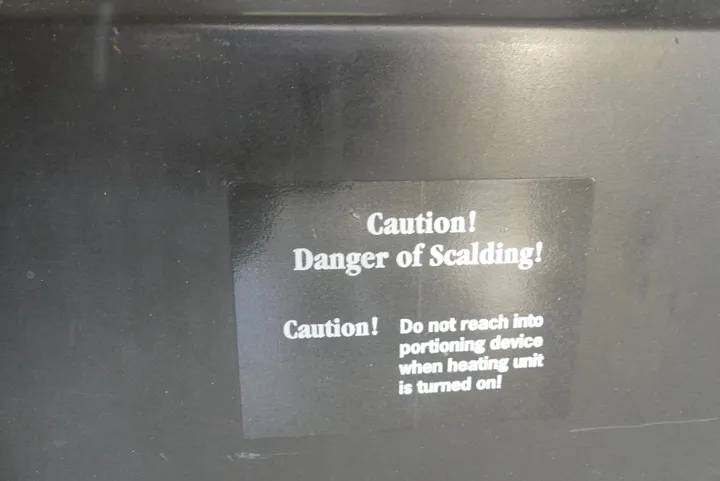 Caution!
Danger of Scalding!
Caution!
Do not reach into
portioning device
when heating unit
is turned on!